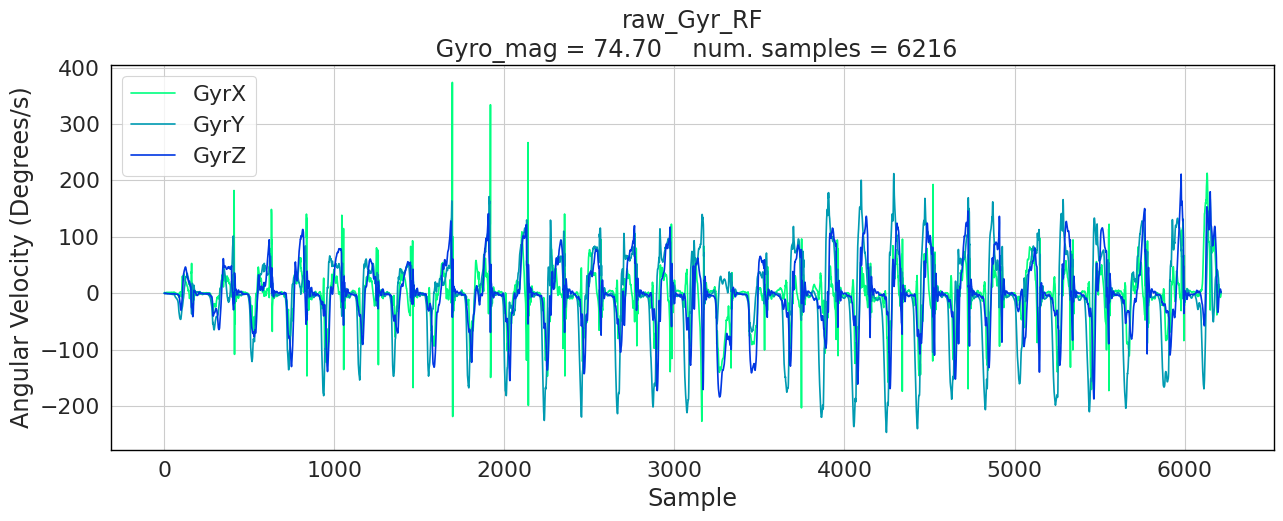 raw_Gyr_RF
Gyro_mag = 74.70    num. samples = 6216
GyrX
GyrY
GyrZ
Angular Velocity (Degrees/s)
400
300
200
100
0
−100
−200
0
1000
2000
3000
4000
5000
6000
Sample